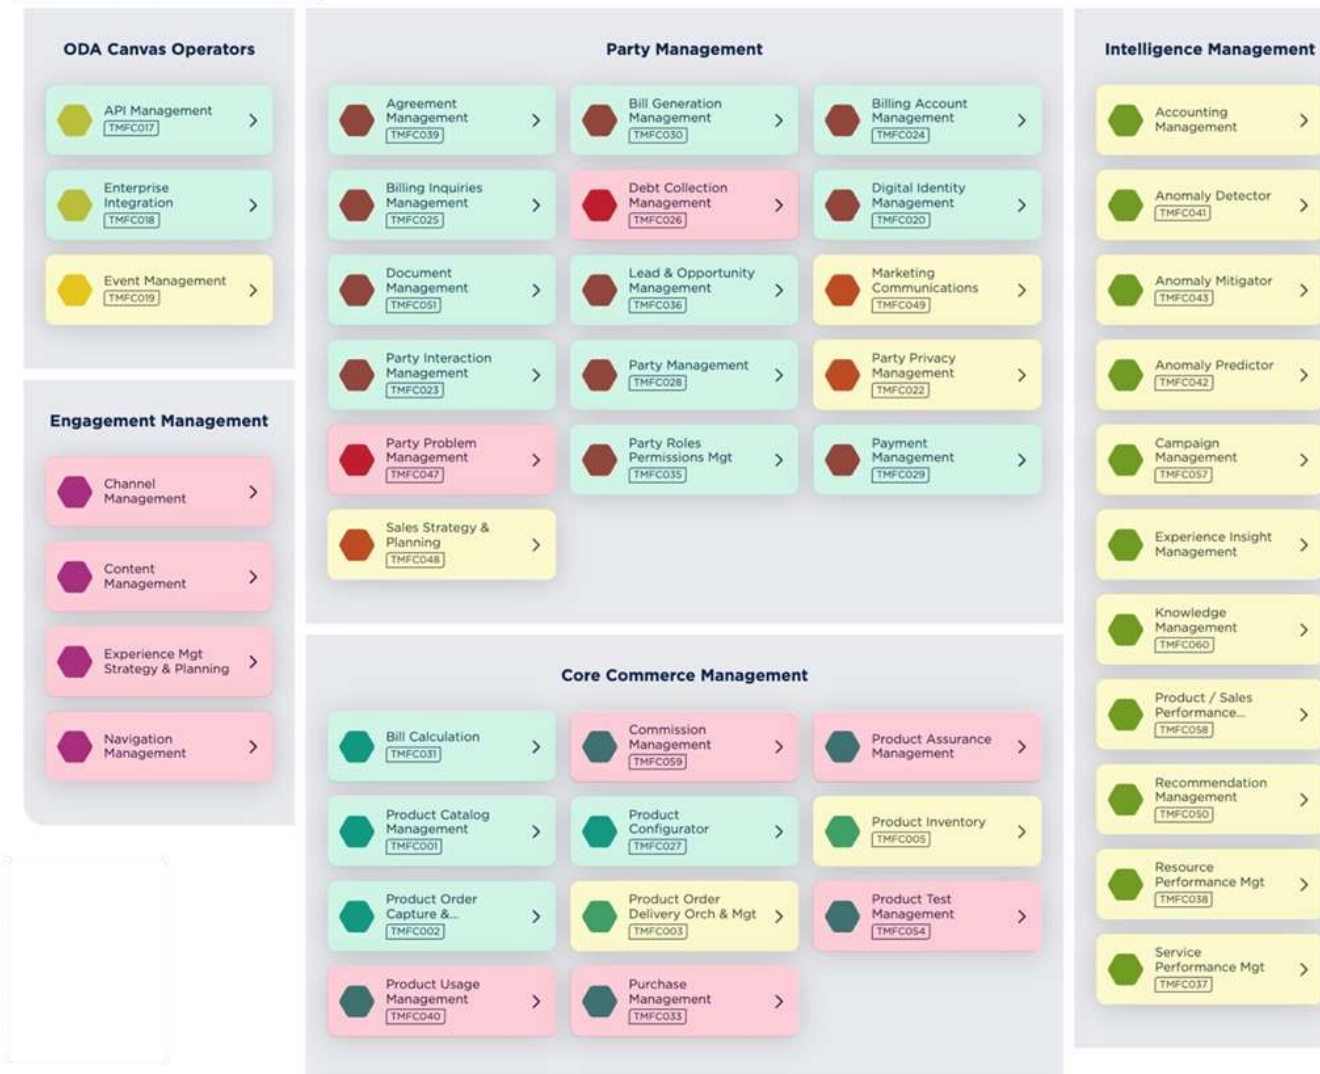 ODA Canvas Operators
API Management
TMFC017
Enterprise
Integration
TMFC018
Event Management
TMFC019
Engagement Management
Channel
Management
Content
Management
Experience Mgt
Strategy & Planning
Navigation
Management
Party Management
Agreement
Management
TMFC039
Bill Generation
Management
TMFC030
Billing Account
Management
TMFC024
Billing Inquiries
Management
TMFC025
Debt Collection
Management
TMFC026
Digital Identity
Management
TMFC020
Document
Management
TMFC051
Lead & Opportunity
Management
TMFC036
Marketing
Communications
TMFC049
Party Interaction
Management
TMFC023
Party Management
TMFC028
Party Privacy
Management
TMFC022
Party Problem
Management
TMFC047
Party Roles
Permissions Mgt
TMFC035
Payment
Management
TMFC029
Sales Strategy &
Planning
TMFC048
Core Commerce Management
Bill Calculation
TMFC031
Commission
Management
TMFC059
Product Assurance
Management
Product Catalog
Management
TMFC001
Product
Configurator
TMFC027
Product Inventory
TMFC005
Product Order
Capture &...
TMFC002
Product Order
Delivery Orch & Mgt
TMFC003
Product Test
Management
TMFC054
Product Usage
Management
TMFC040
Purchase
Management
TMFC033
Intelligence Management
Accounting
Management
Anomaly Detector
TMFC041
Anomaly Mitigator
TMFC043
Anomaly Predictor
TMFC042
Campaign
Management
TMFC057
Experience Insight
Management
Knowledge
Management
TMFC060
Product / Sales
Performance...
TMFC058
Recommendation
Management
TMFC050
Resource
Performance Mgt
TMFC038
Service
Performance Mgt
TMFC037